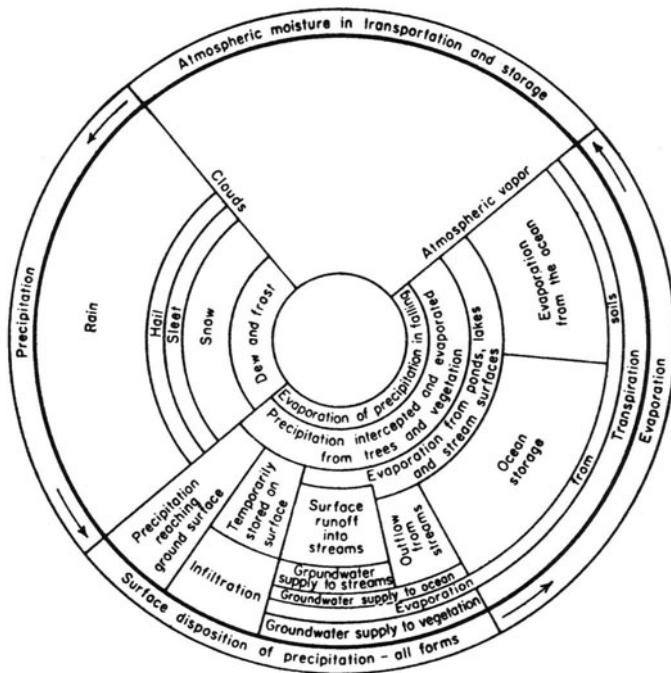 Atmospheric moisture in transportation and storage
Clouds
Atmospheric vapor
Precipitation
Rain
Hail
Sleet
Snow
Dew and frost
Evaporation of precipitation in falling
Precipitation intercepted and evaporated
from trees and vegetation
Evaporation from ponds, lakes
and stream surfaces
Evaporation
from the ocean
soils
Transpiration
Evaporation
Ocean
storage
from
Precipitation
reaching
ground surface
Temporarily
stored on
surface
Surface
runoff
into
streams
Outflow
from
streams
Infiltration
Groundwater
supply to streams
Groundwater supply to ocean
Evaporation
Groundwater supply to vegetation
Surface disposition of precipitation - all forms